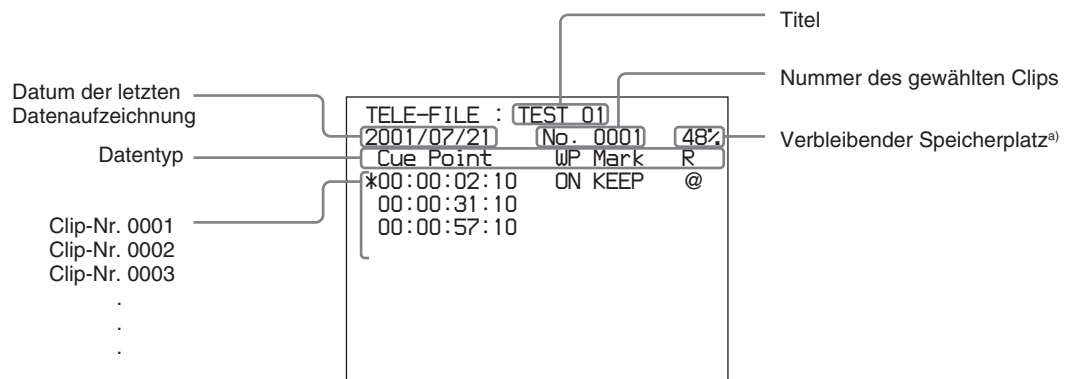 Titel
Nummer des gewählten Clips
Verbleibender Speicherplatz a)
Datum der letzten
Datenaufzeichnung
Datentyp
Clip-Nr. 0001
Clip-Nr. 0002
Clip-Nr. 0003
.
.
.
TELE-FILE : TEST 01
2001/07/21 No. 0001 48%
Cue Point WP Mark R
*00:00:02:10 ON KEEP @
00:00:31:10
00:00:57:10